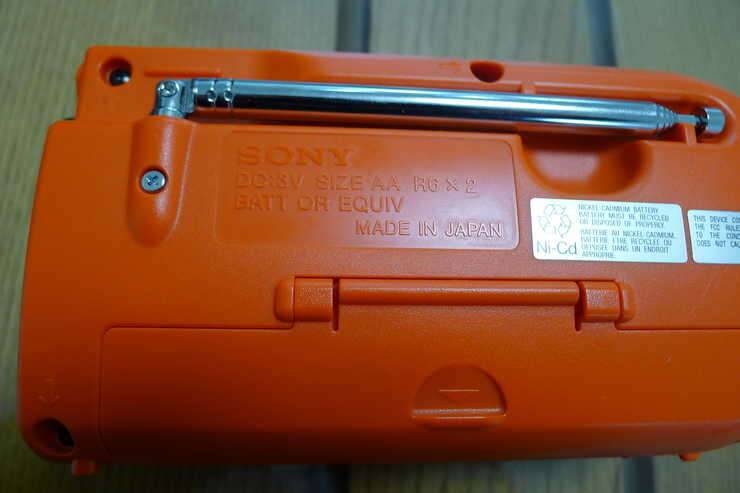 SONY
DC:3V SIZE AA R6 × 2
BATT OR EQUIV
MADE IN JAPAN
Ni-Cd
NICKEL CADMIUM BATTERY
BATTERY MUST BE RECYCLED
OR DISPOSED OF PROPERLY
BATTERIE AU NICKEL CADMIUM.
BATTERIE ETRE RECYCLEE OU
DEPOSEE DANS UN ENDROIT
APPROPRIE
THIS DEVICE CO
THE FCC RULE
TO THE COND
DOES NOT CAU